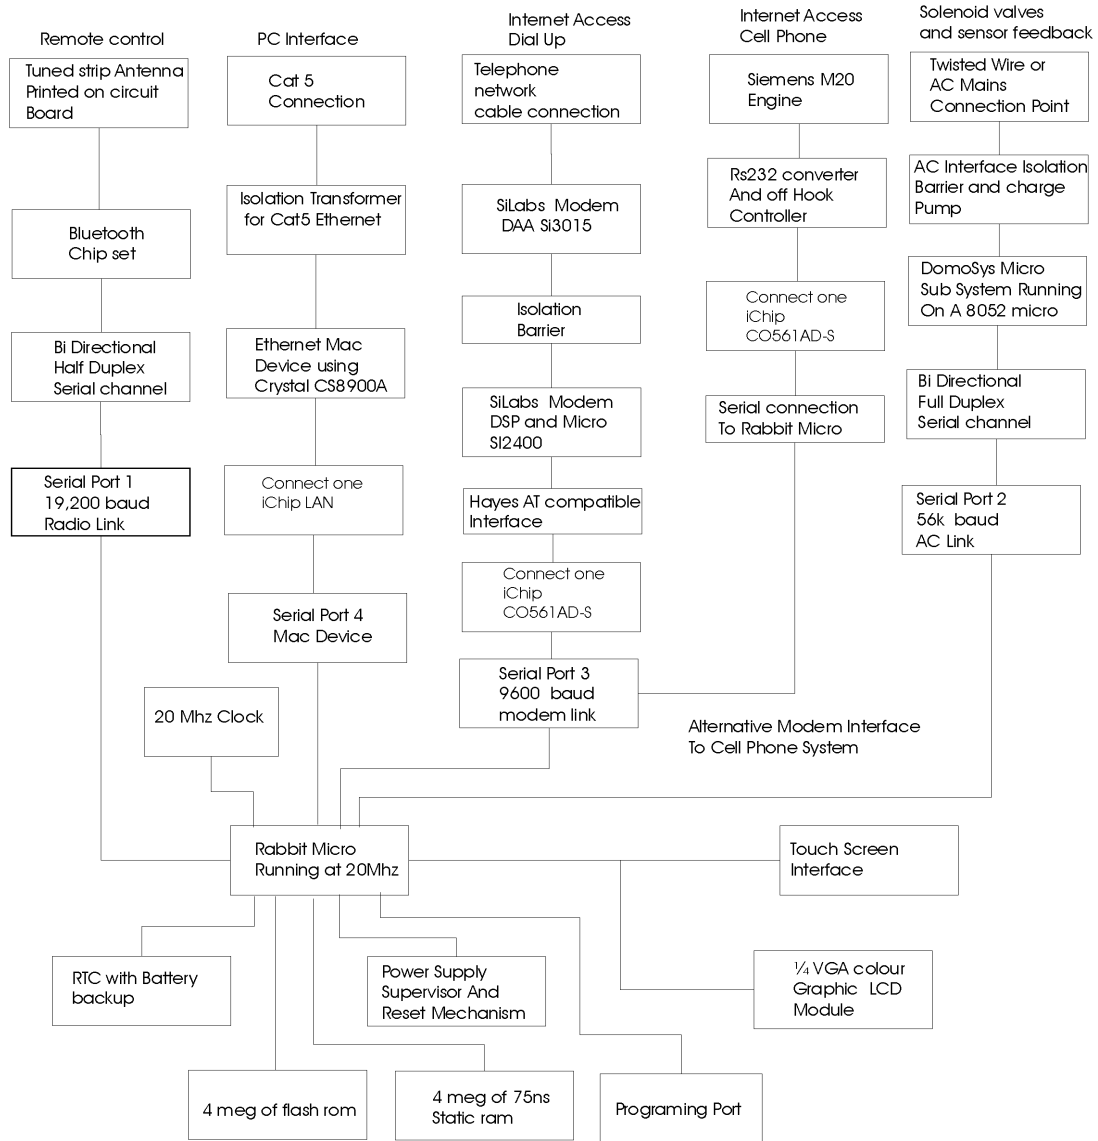 Remote control
Tuned strip Antenna
Printed on circuit
Board
Bluetooth
Chip set
Bi Directional
Half Duplex
Serial channel
Serial Port 1
19,200 baud
Radio Link
PC Interface
Cat 5
Connection
Isolation Transformer
for Cat5 Ethernet
Ethernet Mac
Device using
Crystal CS8900A
Connect one
iChip LAN
Serial Port 4
Mac Device
Internet Access
Dial Up
Telephone
network
cable connection
SiLabs Modem
DAA Si3015
Isolation
Barrier
SiLabs Modem
DSP and Micro
SI2400
Hayes AT compatible
Interface
Connect one
iChip
CO561AD-S
Serial Port 3
9600 baud
modem link
Internet Access
Cell Phone
Siemens M20
Engine
Rs232 converter
And off Hook
Controller
Connect one
iChip
CO561AD-S
Serial connection
To Rabbit Micro
Alternative Modem Interface
To Cell Phone System
Solenoid valves
and sensor feedback
Twisted Wire or
AC Mains
Connection Point
AC Interface Isolation
Barrier and charge
Pump
DomoSys Micro
Sub System Running
On A 8052 micro
Bi Directional
Full Duplex
Serial channel
Serial Port 2
56k baud
AC Link
20 Mhz Clock
Rabbit Micro
Running at 20Mhz
Touch Screen
Interface
RTC with Battery
backup
Power Supply
Supervisor And
Reset Mechanism
¼ VGA colour
Graphic LCD
Module
4 meg of flash rom
4 meg of 75ns
Static ram
Programing Port